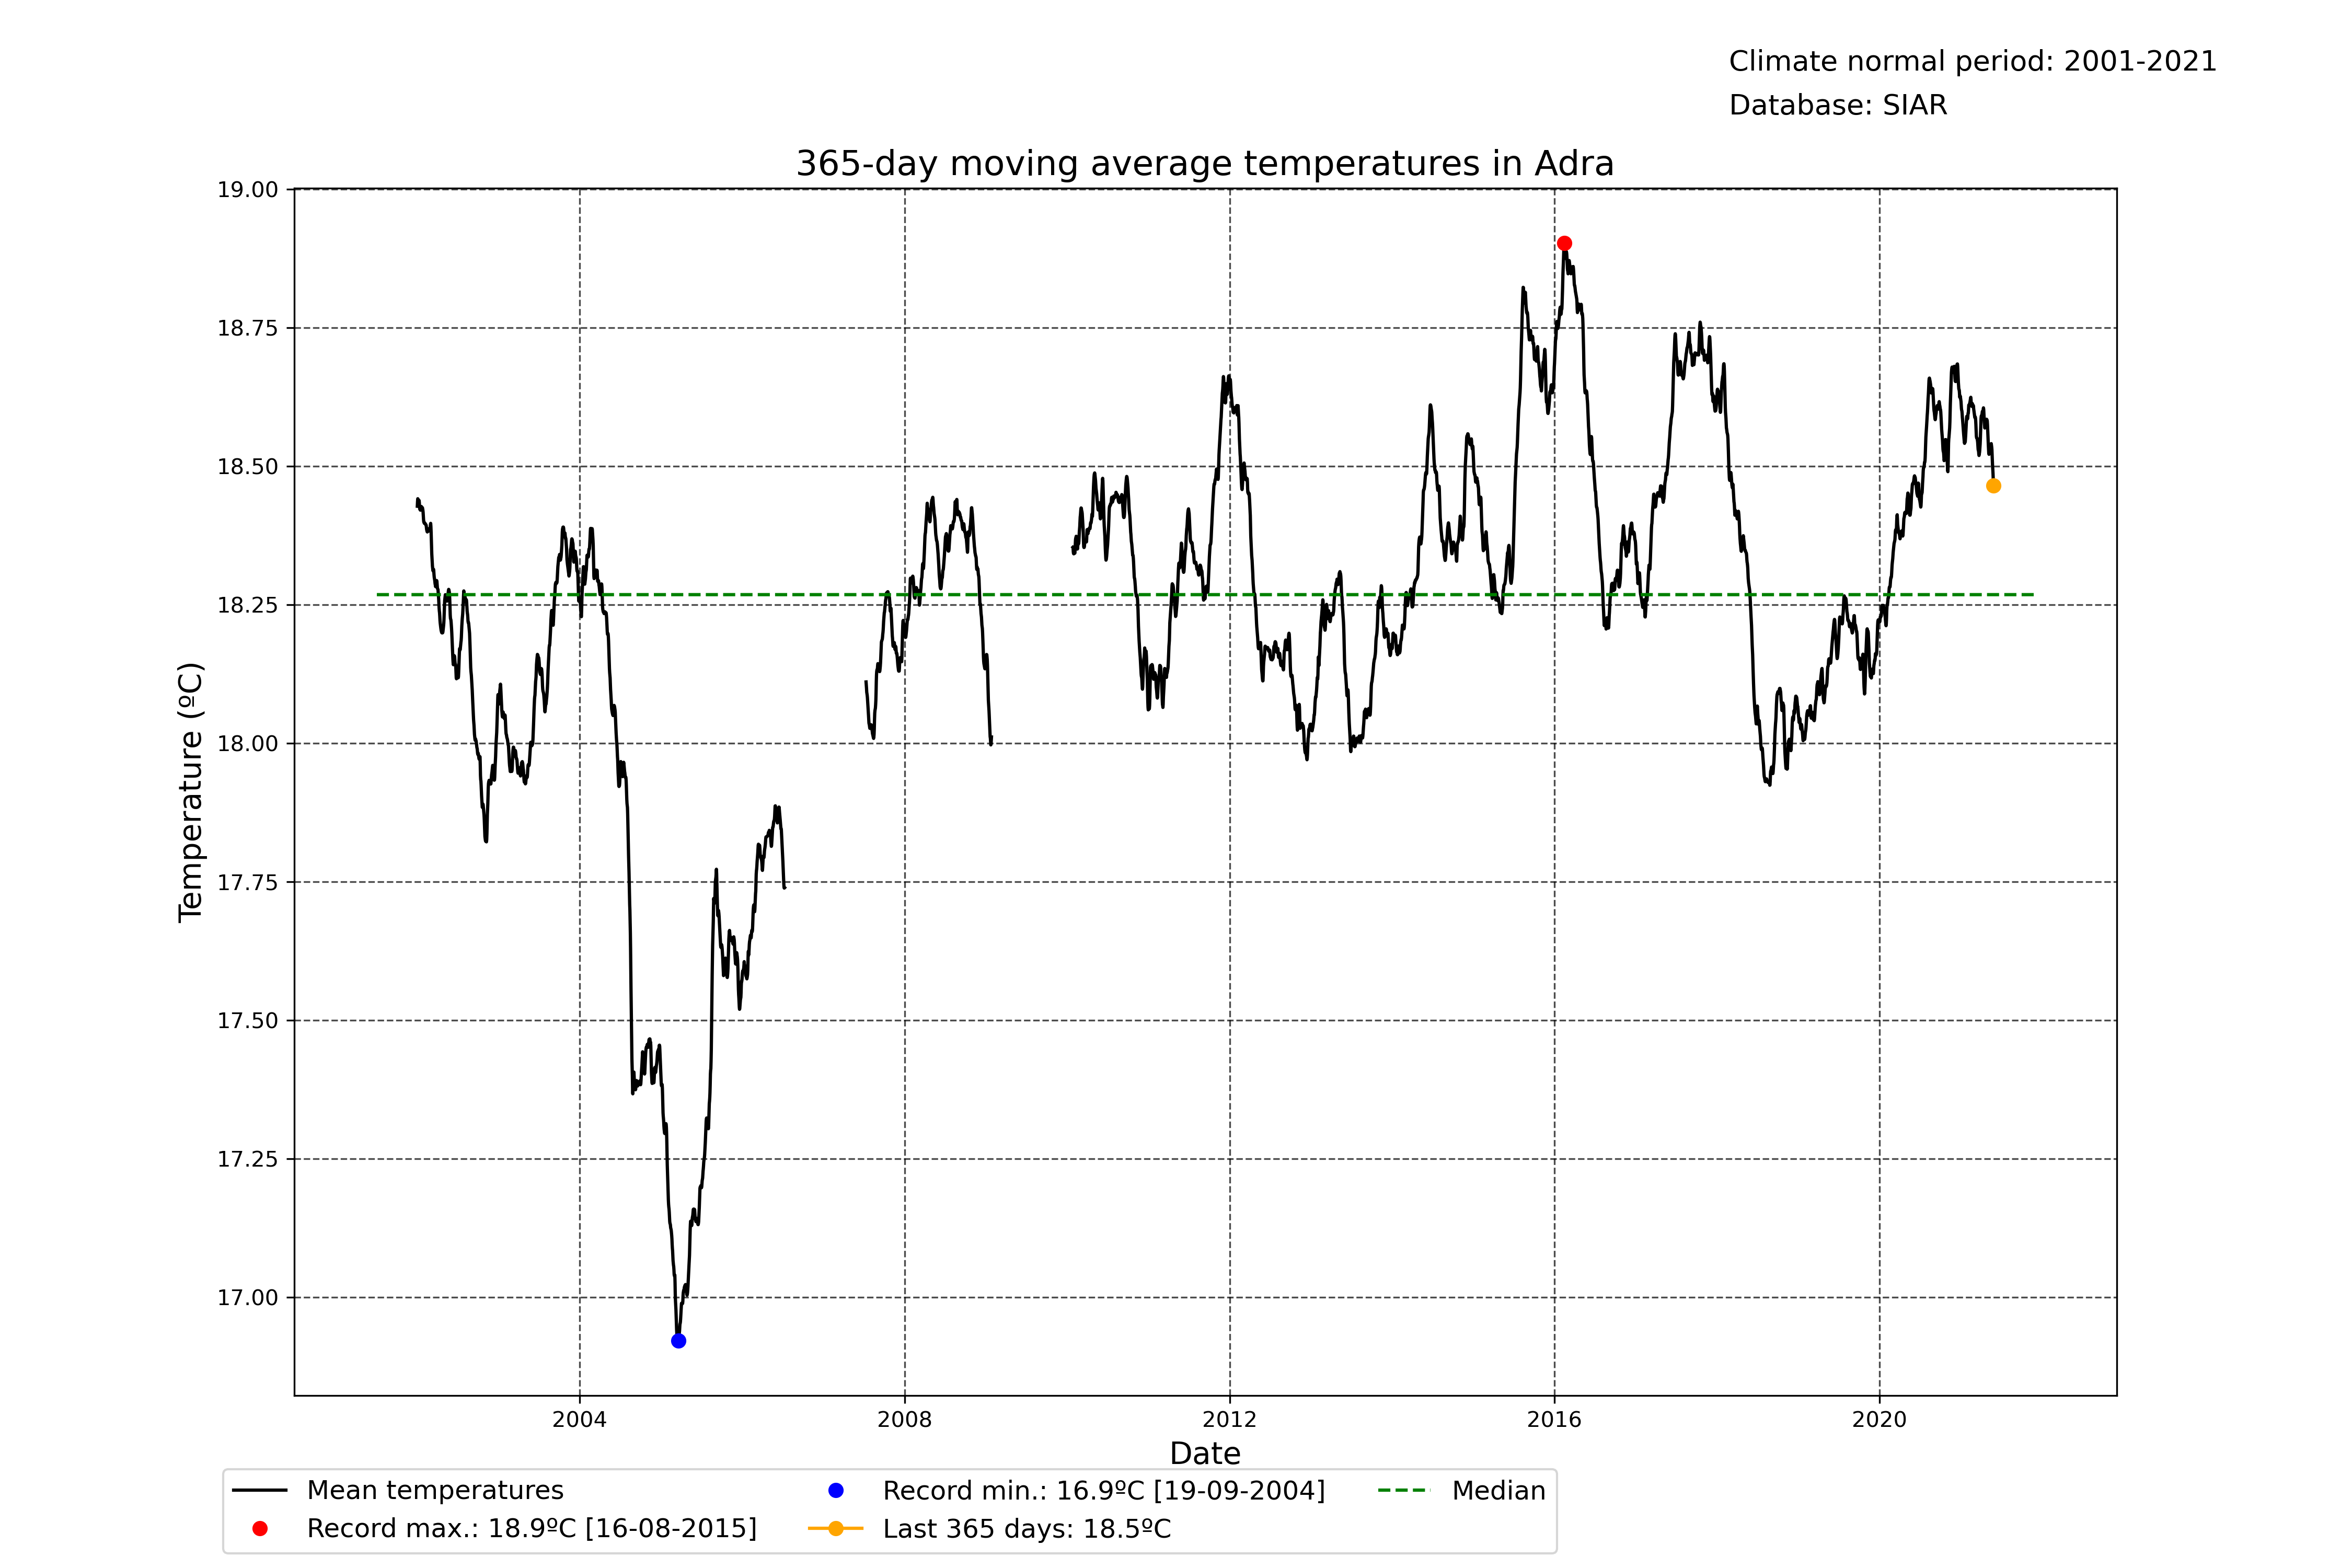 Climate normal period: 2001-2021
Database: SIAR
365-day moving average temperatures in Adra
19.00
18.75
18.50
18.25
18.00
17.75
17.50
17.25
17.00
Temperature (ºC)
2004 2008 2012 2016 2020
Date
Mean temperatures
Record max.: 18.9ºC [16-08-2015]
Record min.: 16.9ºC [19-09-2004]
Last 365 days: 18.5ºC
Median